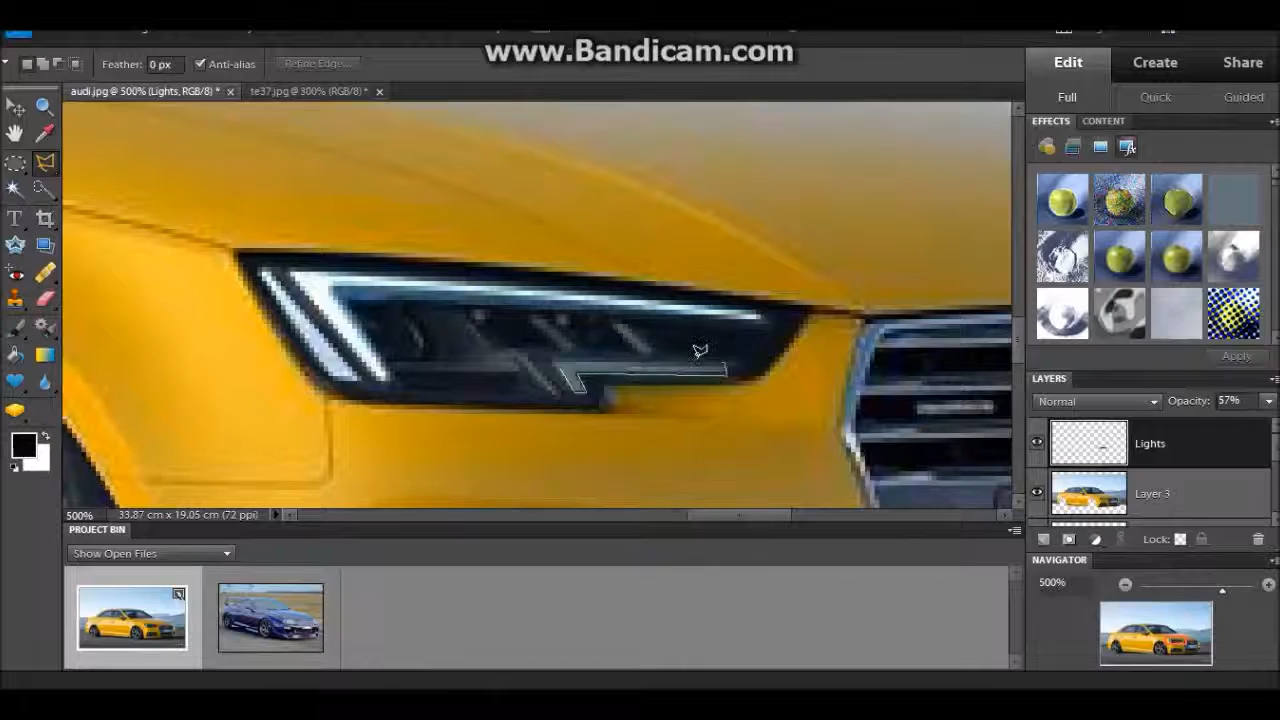 www.Bandicam.com
Feather: 0 px Anti-alias Refine Edge...
Edit Create Share
audi.jpg @ 500% (Lights, RGB/8) * × te37.jpg @ 300% (RGB/8) * ×
Full Quick Guided
EFFECTS CONTENT
Apply
LAYERS
Normal Opacity: 57%
Lights
Layer 3
500% 33.87 cm x 19.05 cm (72 ppi)
PROJECT BIN
Lock:
Show Open Files
NAVIGATOR
500%